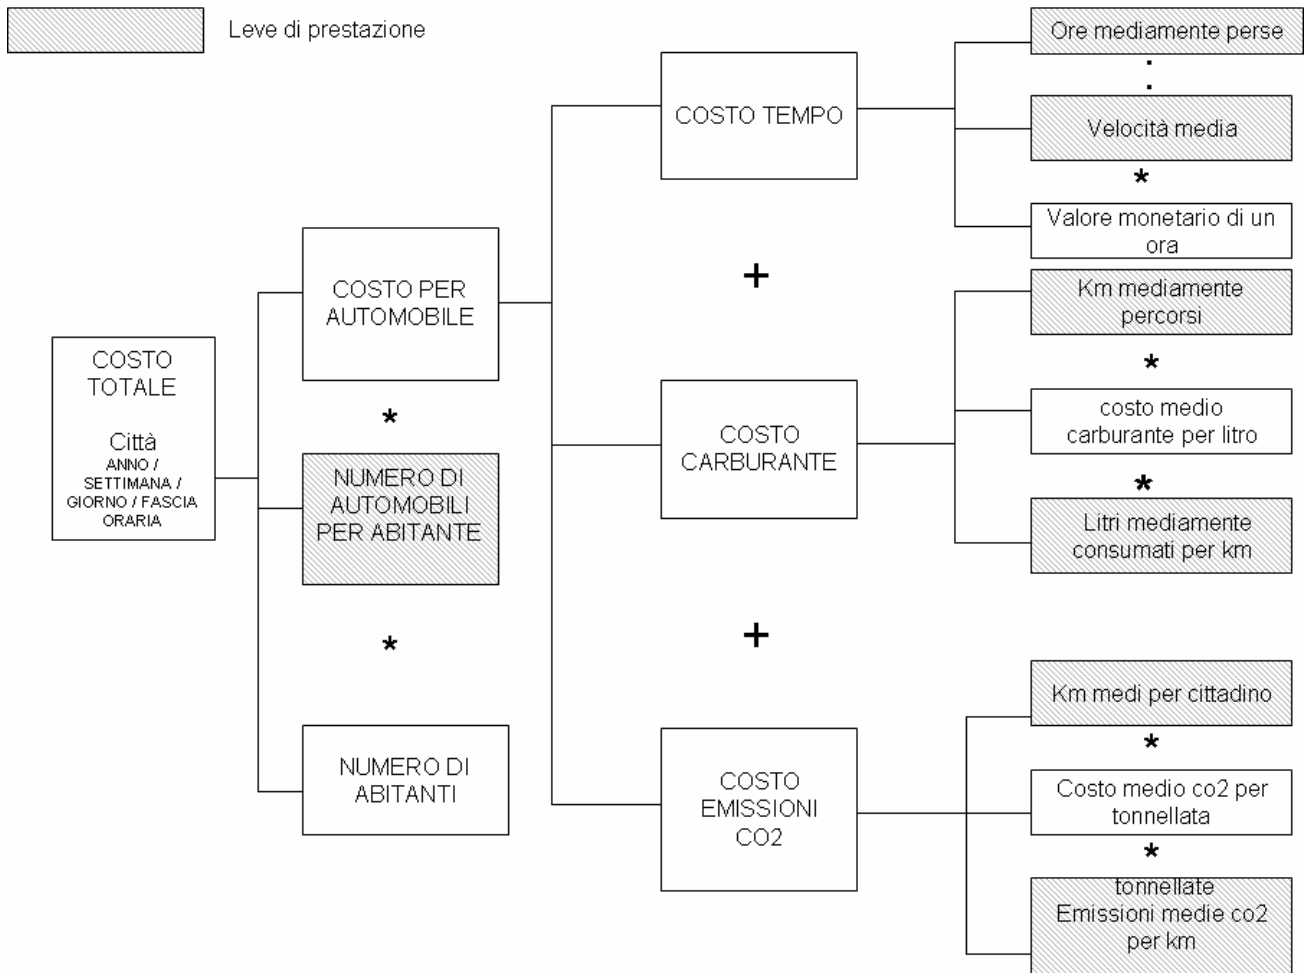 Leve di prestazione
COSTO
TOTALE
Città
ANNO /
SETTIMANA /
GIORNO / FASCIA
ORARIA
COSTO PER
AUTOMOBILE
*
NUMERO DI
AUTOMOBILI
PER ABITANTE
*
NUMERO DI
ABITANTI
COSTO TEMPO
+
COSTO
CARBURANTE
+
COSTO
EMISSIONI
CO2
Ore mediamente perse
:
Velocità media
*
Valore monetario di un
ora
Km mediamente
percorsi
*
costo medio
carburante per litro
*
Litri mediamente
consumati per km
Km medi per cittadino
*
Costo medio co2 per
tonnellata
*
tonnellate
Emissioni medie co2
per km